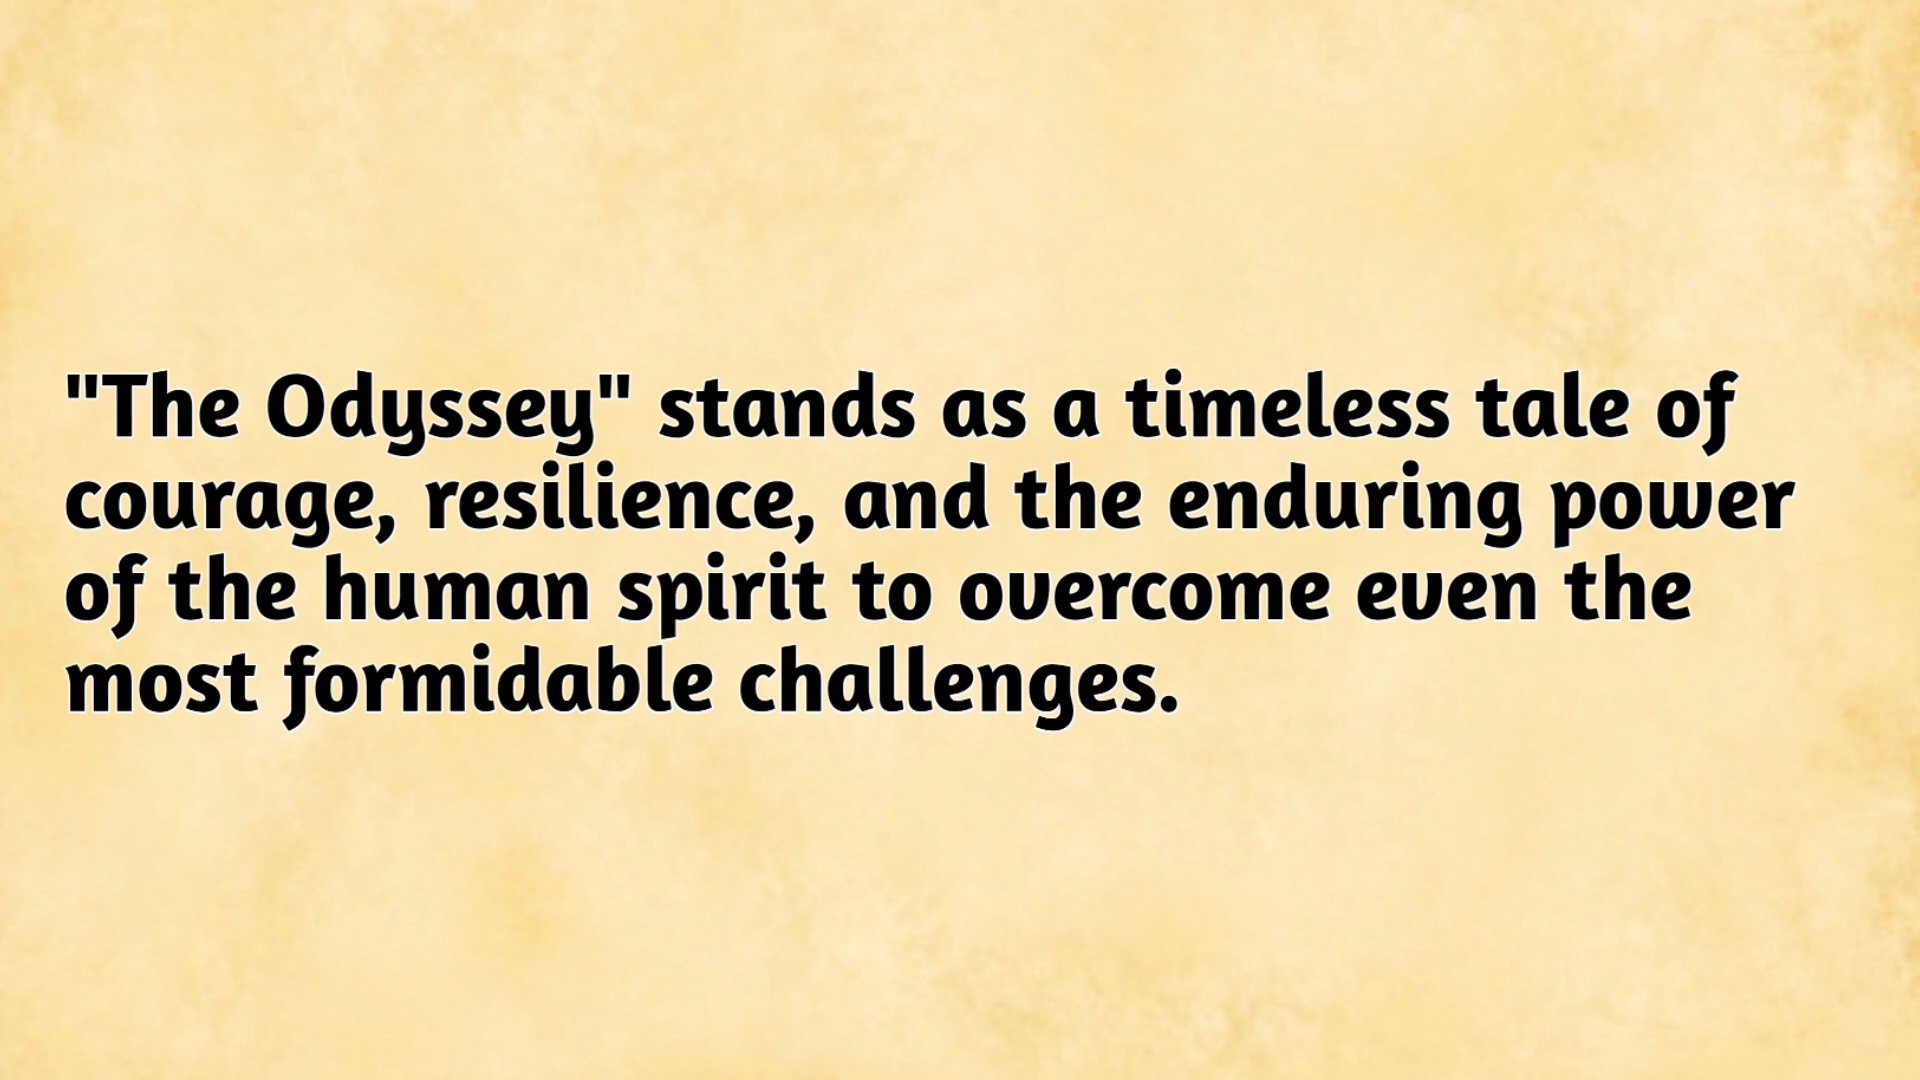 "The Odyssey" stands as a timeless tale of
courage, resilience, and the enduring power
of the human spirit to overcome even the
most formidable challenges.